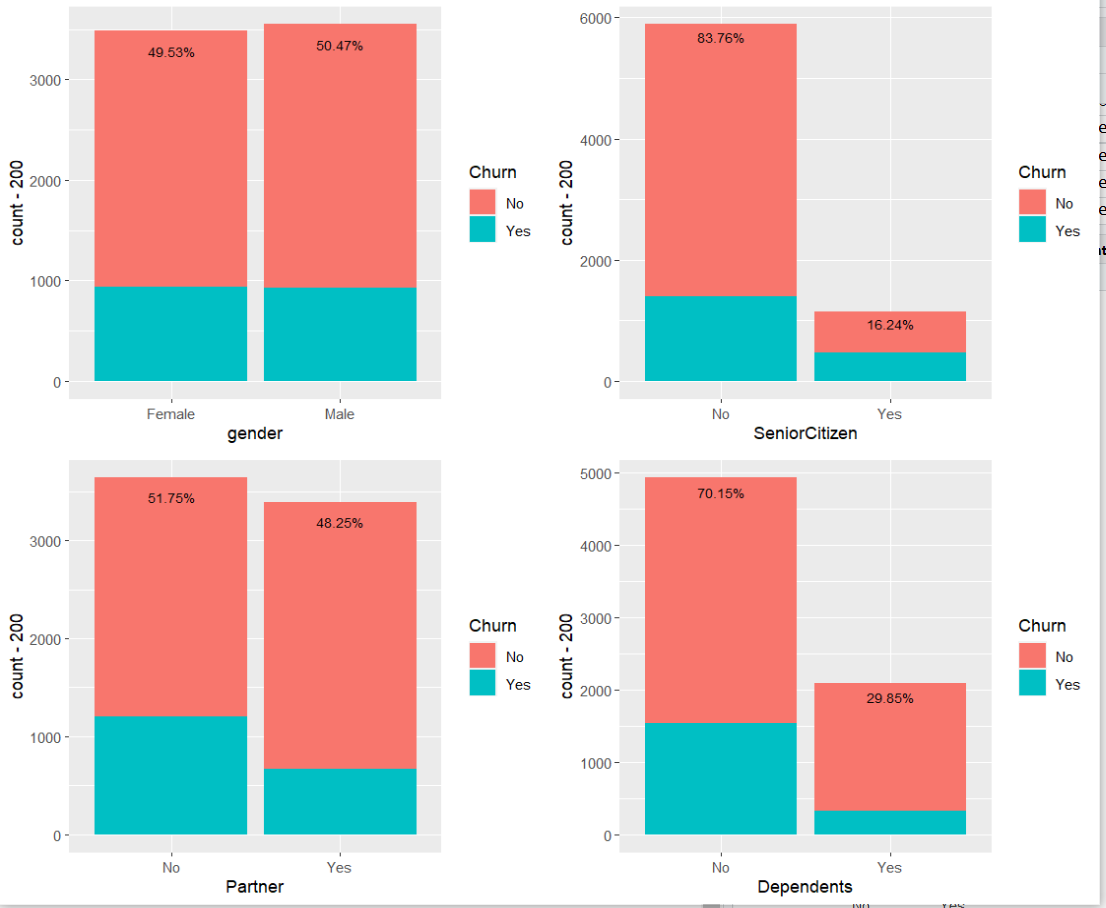 49.53%
50.47%
3000
2000
1000
0
count - 200
Female
Male
gender
Churn
No
Yes
83.76%
16.24%
6000
4000
2000
0
count - 200
No
Yes
SeniorCitizen
Churn
No
Yes
51.75%
48.25%
3000
2000
1000
0
count - 200
No
Yes
Partner
Churn
No
Yes
70.15%
29.85%
5000
4000
3000
2000
1000
0
count - 200
No
Yes
Dependents
Churn
No
Yes